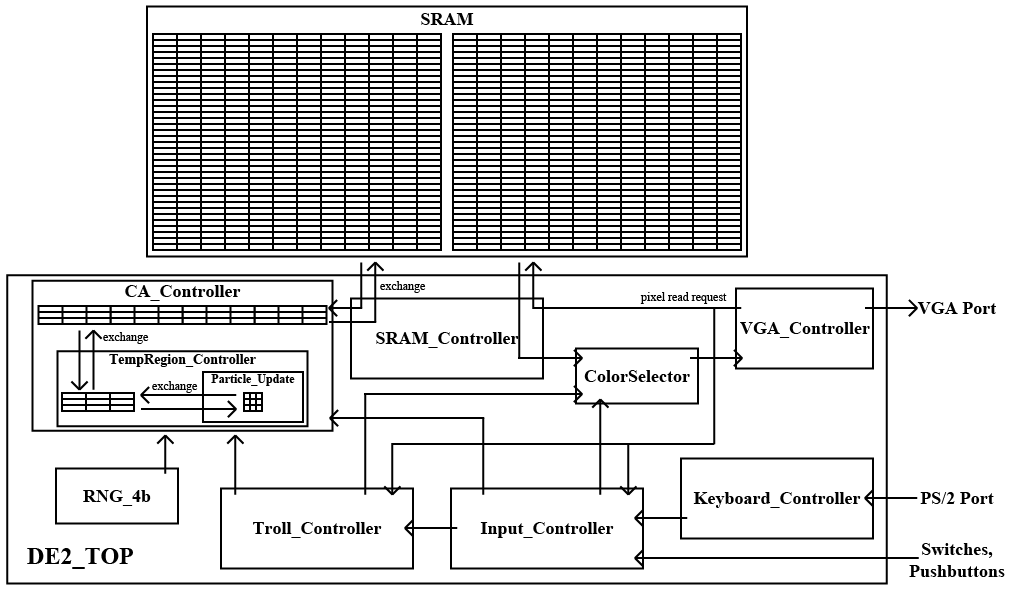 SRAM
CA_Controller
exchange
pixel read request
VGA_Controller
VGA Port
SRAM_Controller
exchange
TempRegion_Controller
Particle_Update
exchange
ColorSelector
RNG_4b
Troll_Controller
Input_Controller
Keyboard_Controller
PS/2 Port
DE2_TOP
Switches,
Pushbuttons